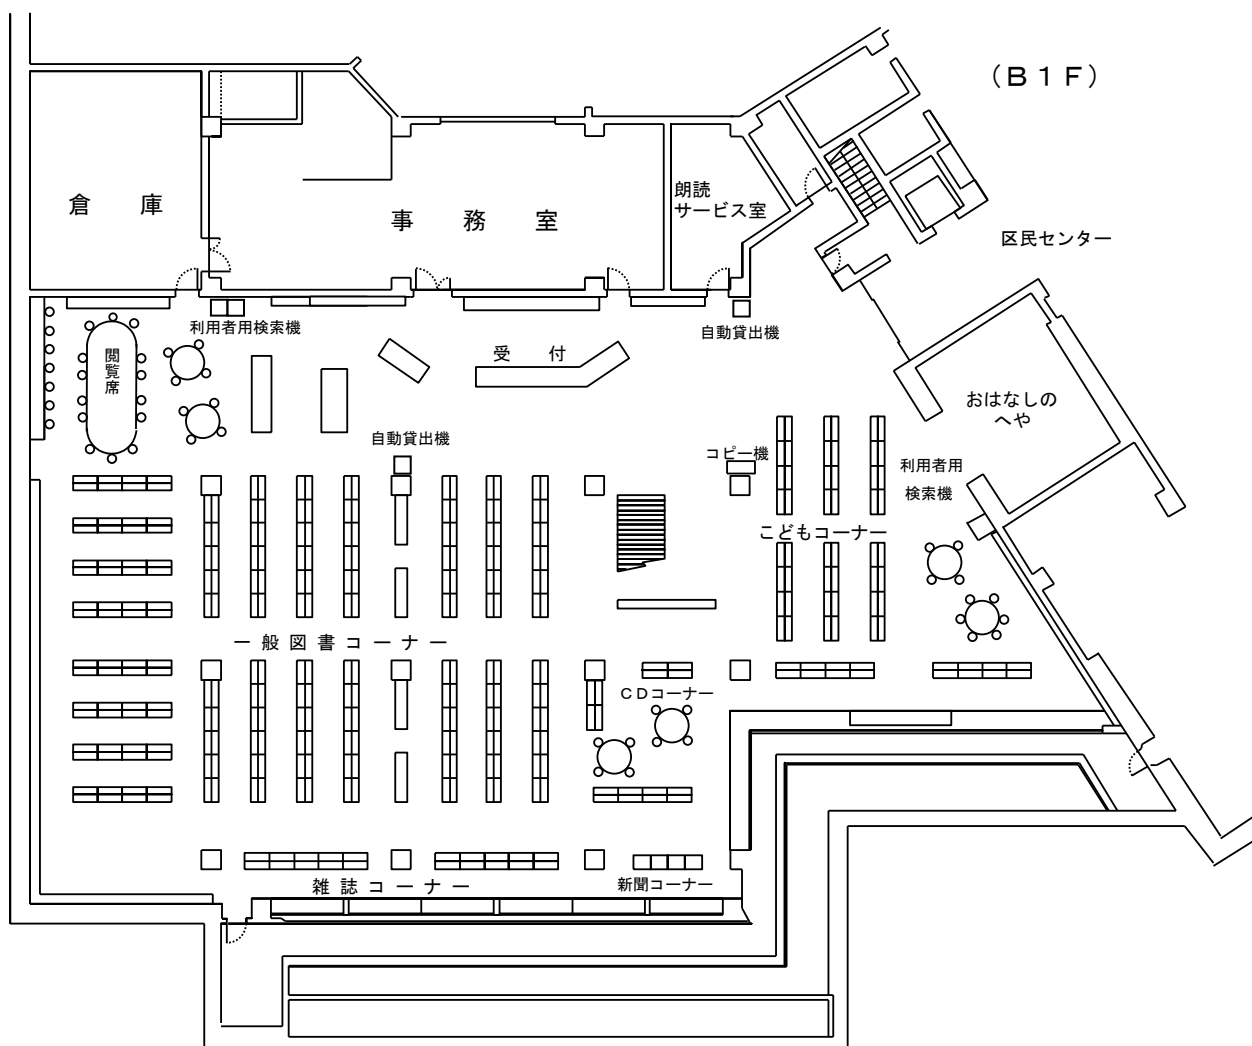 （B１F）
倉　庫
事　務　室
朗読
サービス室
区民センター
利用者用検索機
自動貸出機
受　付
閲覧席
おはなしの
へや
自動貸出機
コピー機
利用者用
検索機
こどもコーナー
一般図書コーナー
CDコーナー
雑誌コーナー
新聞コーナー